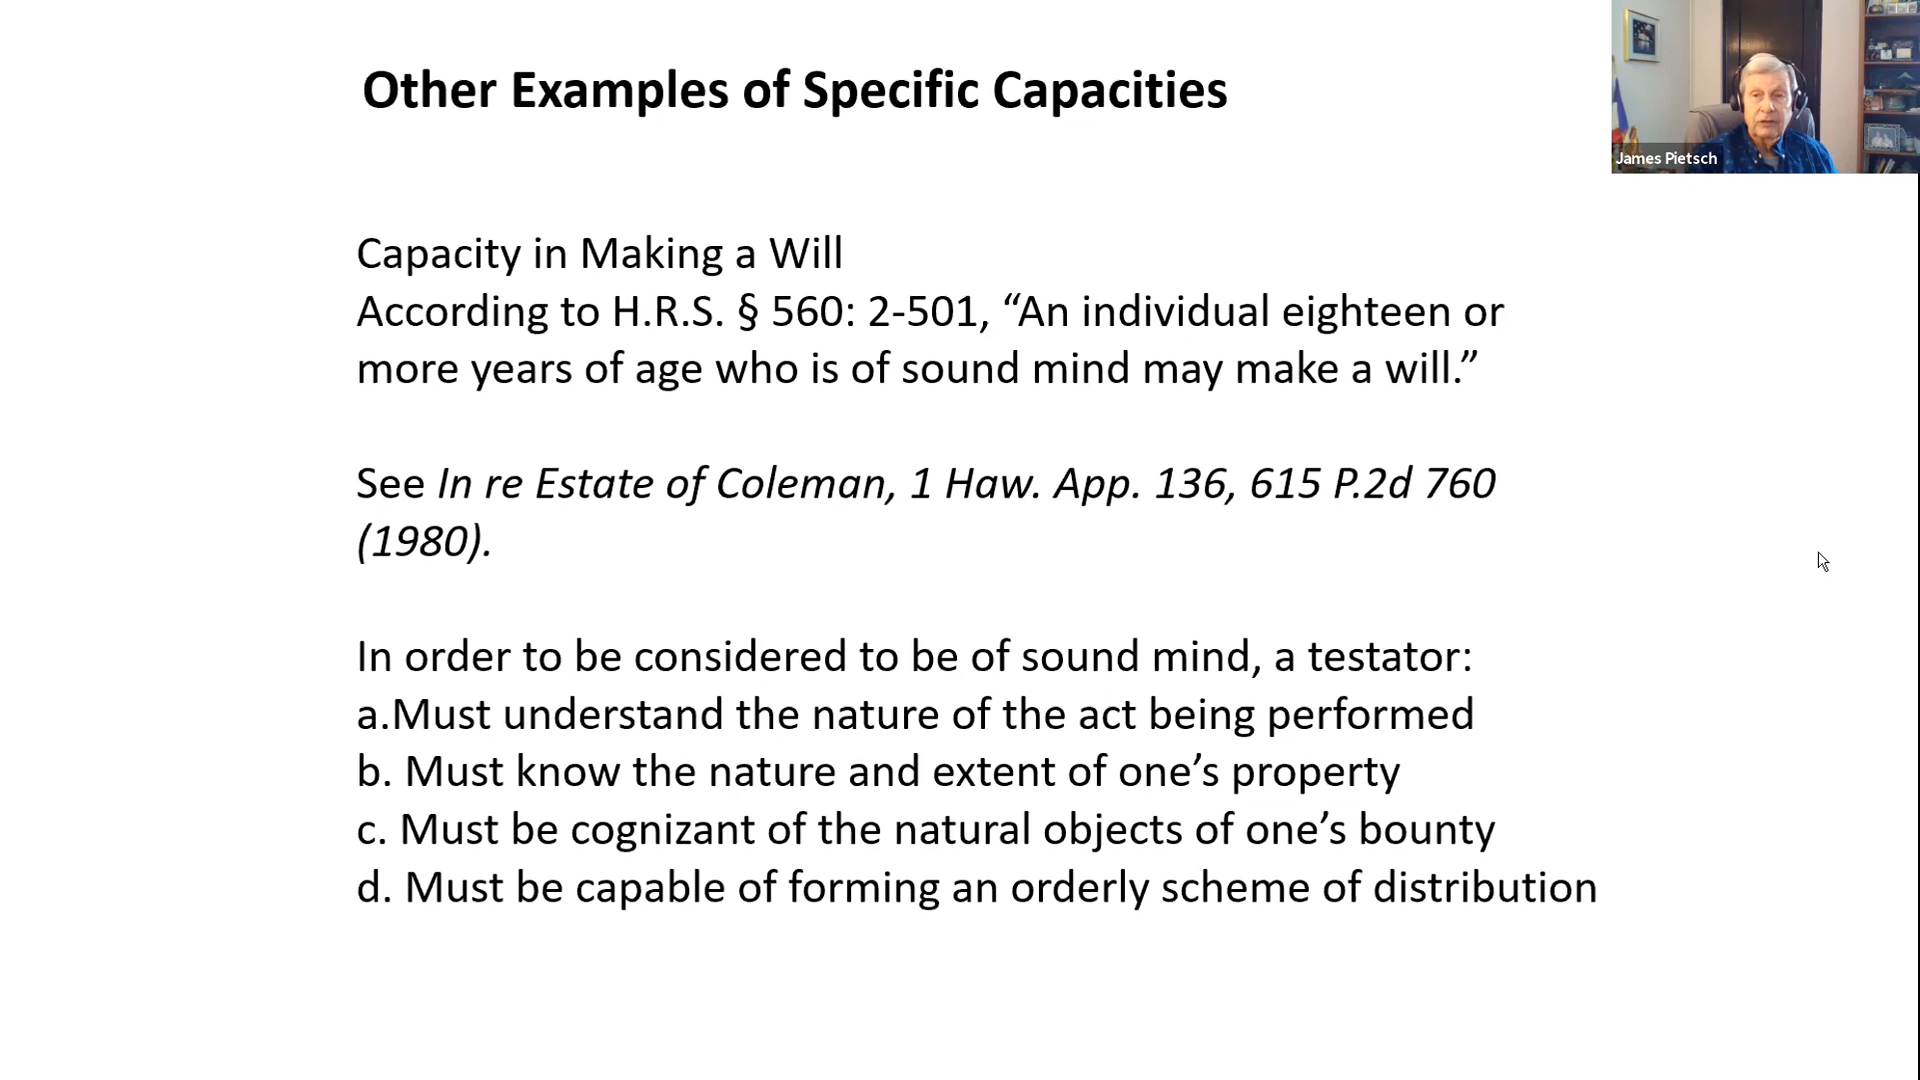 Other Examples of Specific Capacities
James Pietsch
Capacity in Making a Will
According to H.R.S. § 560: 2-501, “An individual eighteen or
more years of age who is of sound mind may make a will.”
See In re Estate of Coleman, 1 Haw. App. 136, 615 P.2d 760
(1980).
In order to be considered to be of sound mind, a testator:
a.Must understand the nature of the act being performed
b. Must know the nature and extent of one’s property
c. Must be cognizant of the natural objects of one’s bounty
d. Must be capable of forming an orderly scheme of distribution